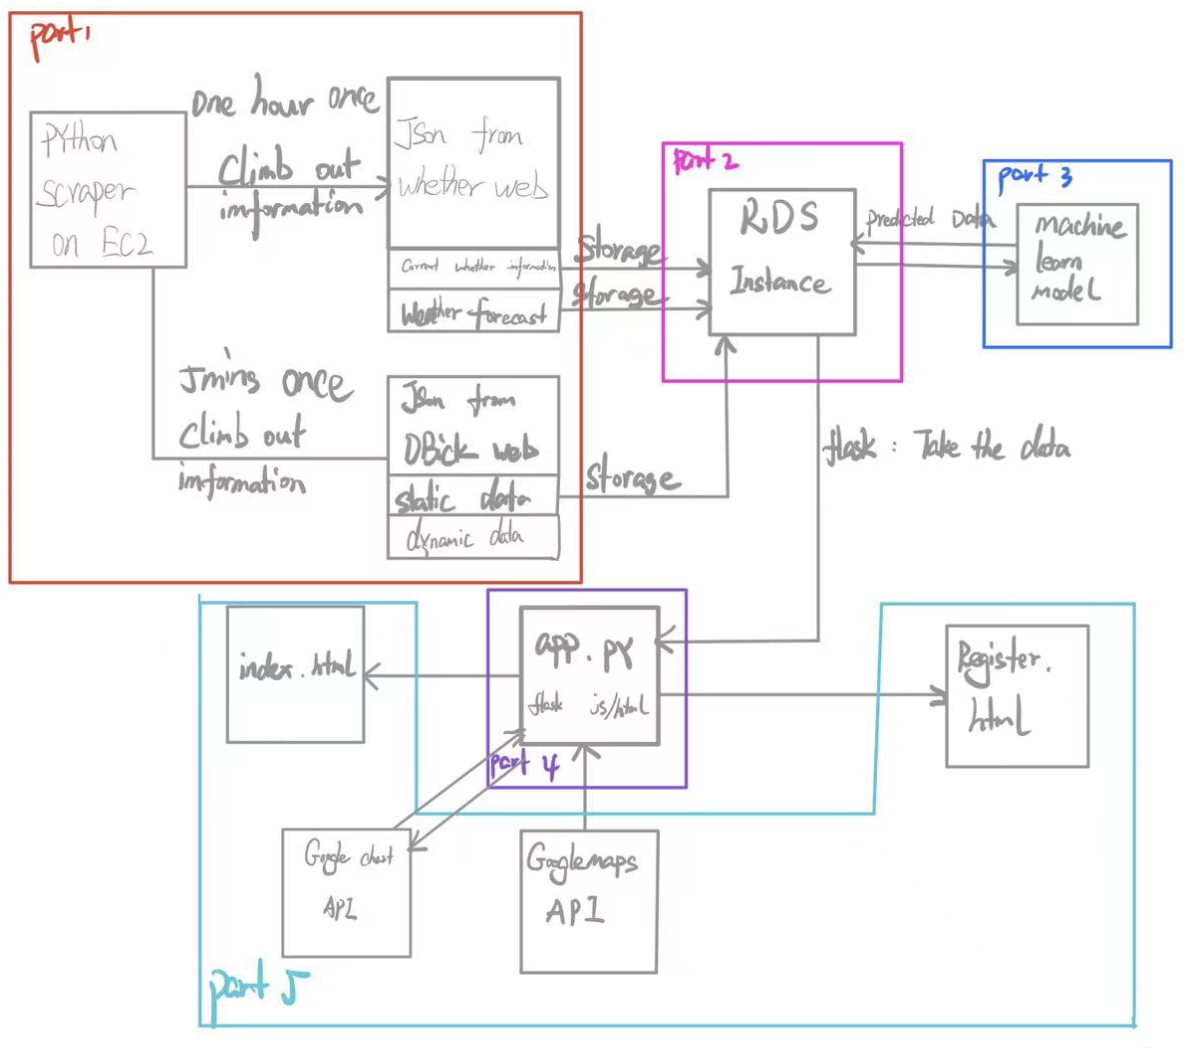 part1
one hour once
Climb out
imformation
PYthon
scraper
on EC2
Json from
whether web
Current whether information
Weather forecast
Storage
Storage
part 2
RDS
Instance
Predicted Data
part 3
machine
learn
model
5mins once
Climb out
imformation
Json from
DBick web
static data
dynamic data
Storage
flask : Take the data
index.html
app.py
flask js/html
part 4
Register.
html
Google chart
API
Googlemaps
API
part 5